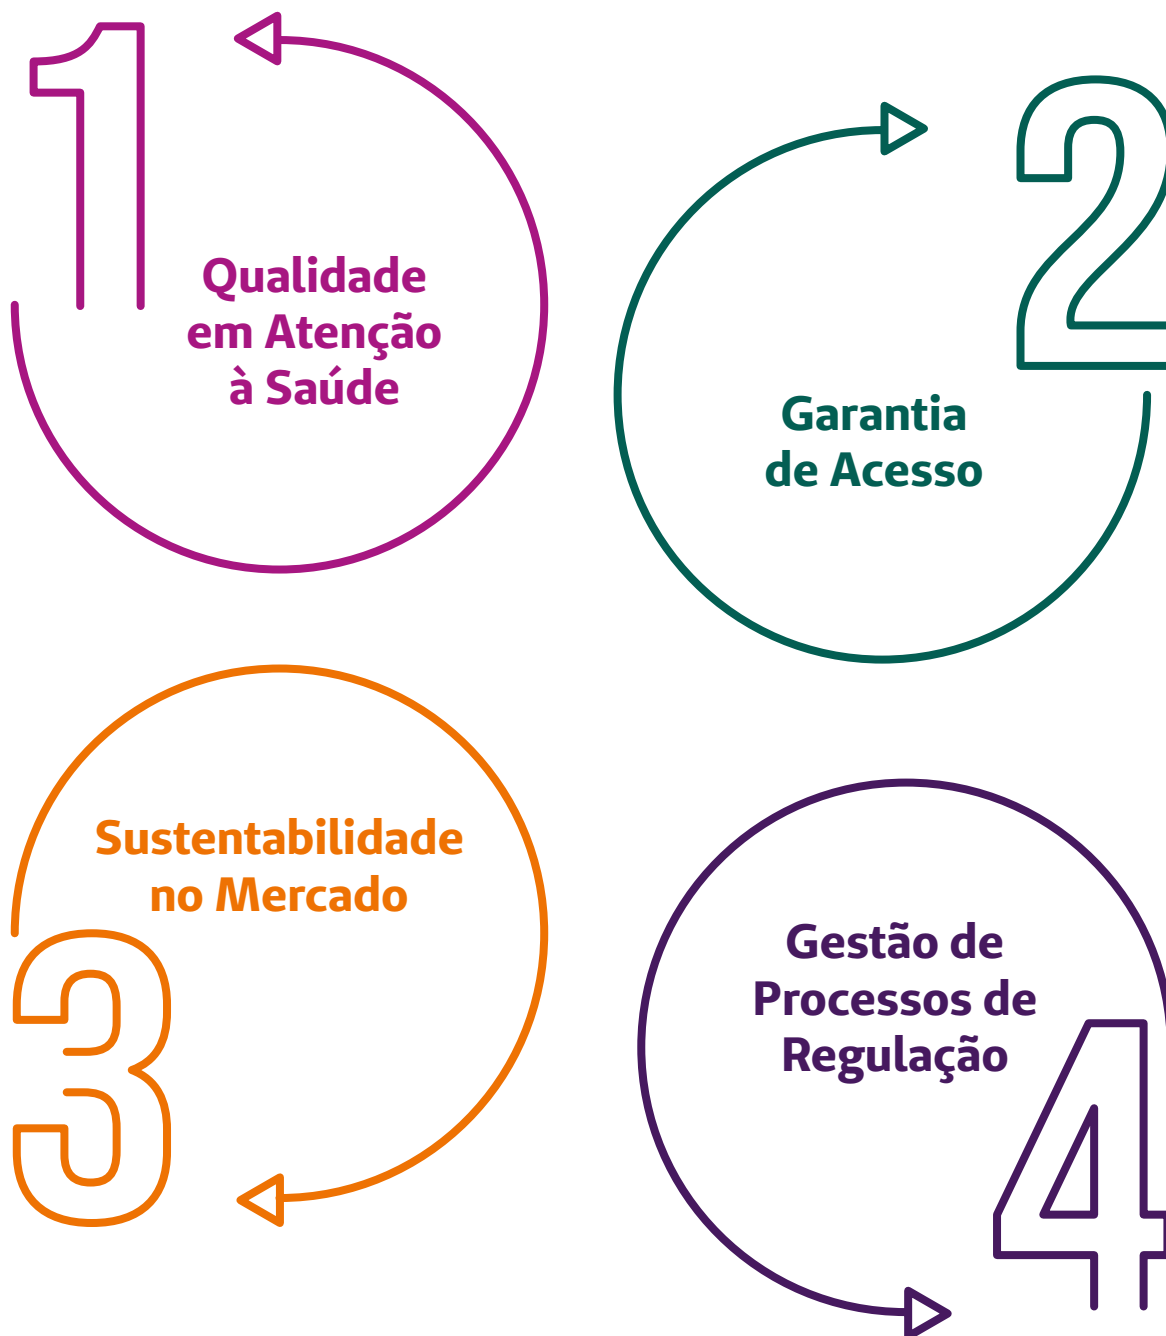 1
Qualidade
em Atenção
à Saúde
2
Garantia
de Acesso
Sustentabilidade
no Mercado
3
Gestão de
Processos de
Regulação
4